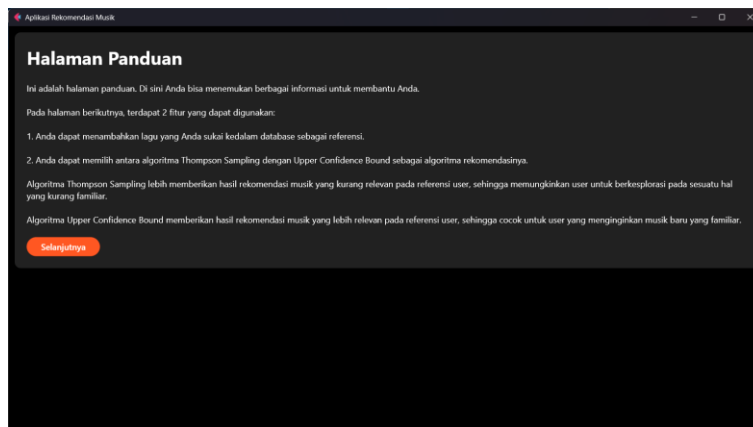 Aplikasi Rekomendasi Musik
Halaman Panduan
Ini adalah halaman panduan. Di sini Anda bisa menemukan berbagai informasi untuk membantu Anda.
Pada halaman berikutnya, terdapat 2 fitur yang dapat digunakan:
1. Anda dapat menambahkan lagu yang Anda sukai kedalam database sebagai referensi.
2. Anda dapat memilih antara algoritma Thompson Sampling dengan Upper Confidence Bound sebagai algoritma rekomendasinya.
Algoritma Thompson Sampling lebih memberikan hasil rekomendasi musik yang kurang relevan pada referensi user, sehingga memungkinkan user untuk berkesplorasi pada sesuatu hal
yang kurang familiar.
Algoritma Upper Confidence Bound memberikan hasil rekomendasi musik yang lebih relevan pada referensi user, sehingga cocok untuk user yang menginginkan musik baru yang familiar.
Selanjutnya